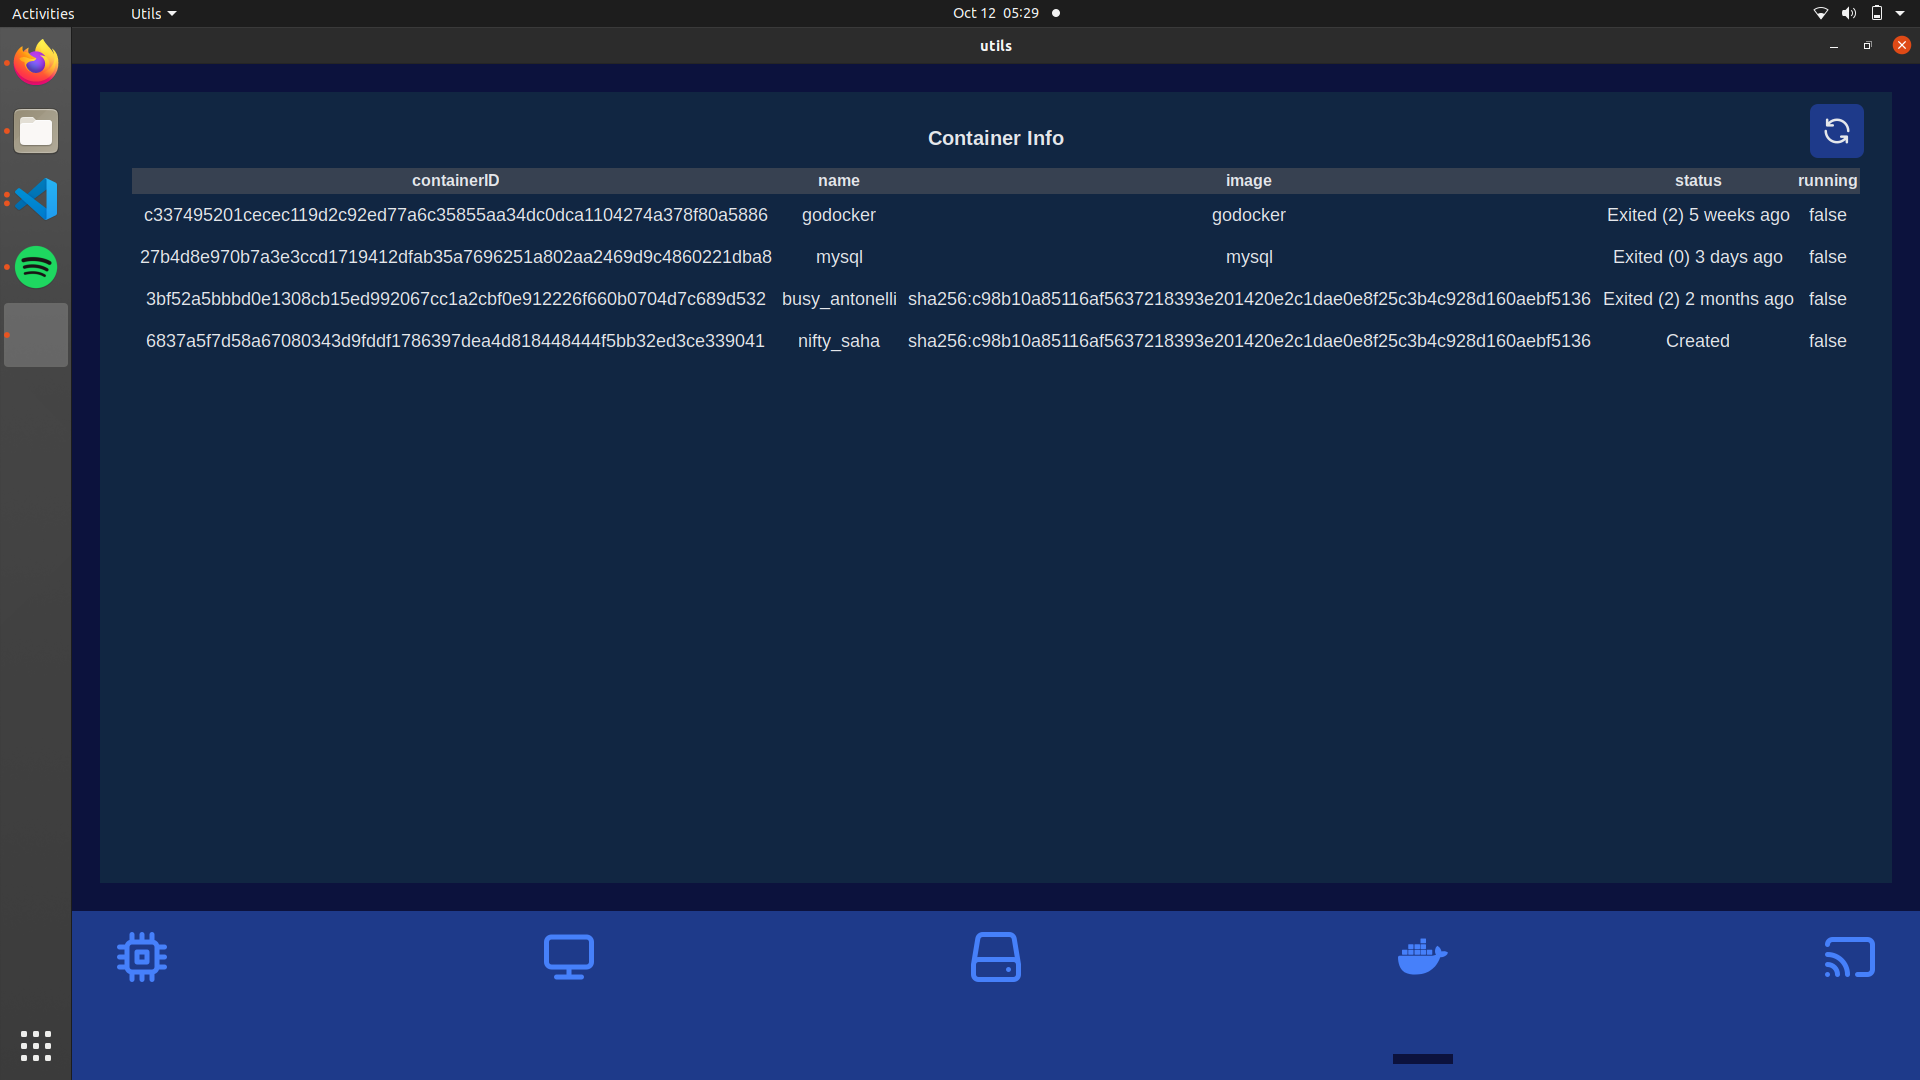 Activities Utils Oct 12 05:29
utils
Container Info
containerID name image status running
c337495201cecec119d2c92ed77a6c35855aa34dc0dca1104274a378f80a5886 godocker godocker Exited (2) 5 weeks ago false
27b4d8e970b7a3e3ccd1719412dfab35a7696251a802aa2469d9c4860221dba8 mysql mysql Exited (0) 3 days ago false
3bf52a5bbbd0e1308cb15ed992067cc1a2cbf0e912226f660b0704d7c689d532 busy_antonelli sha256:c98b10a85116af5637218393e201420e2c1dae0e8f25c3b4c928d160aebf5136 Exited (2) 2 months ago false
6837a5f7d58a67080343d9fddf1786397dea4d818448444f5bb32ed3ce339041 nifty_saha sha256:c98b10a85116af5637218393e201420e2c1dae0e8f25c3b4c928d160aebf5136 Created false